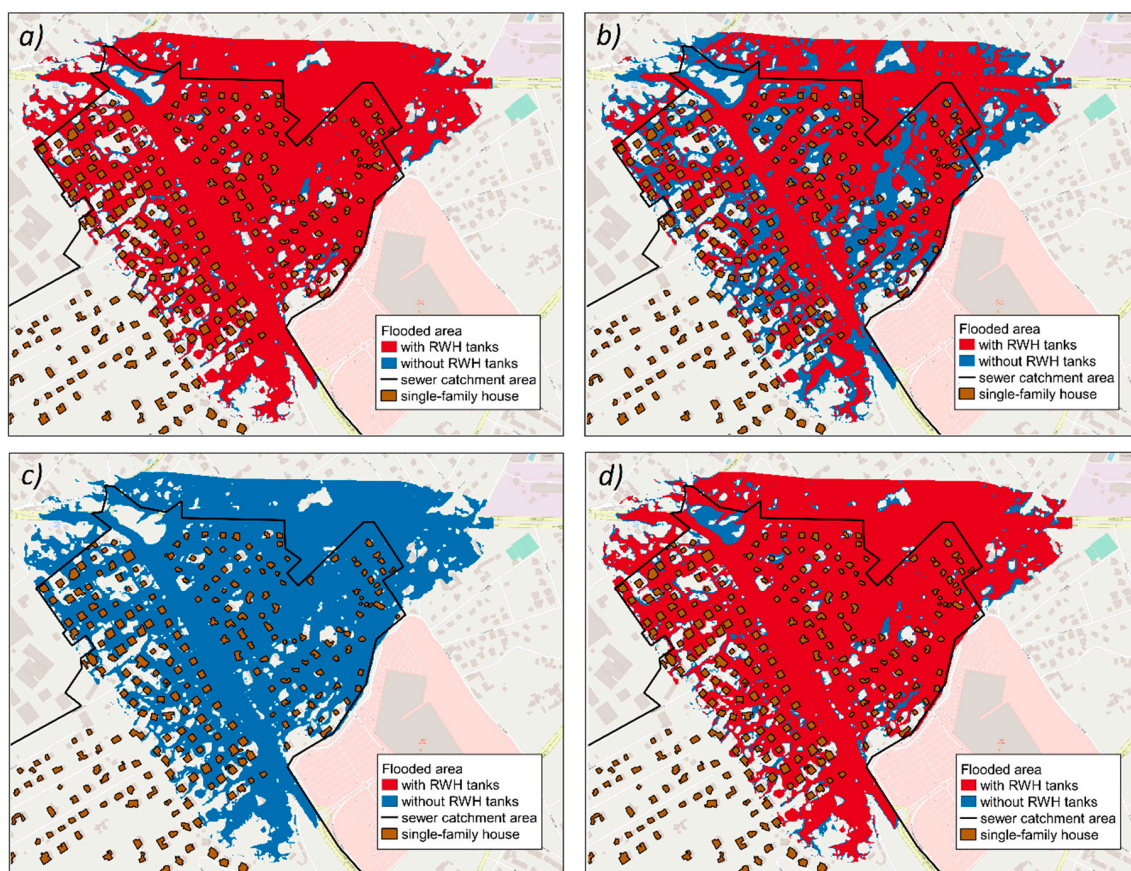 a)
Flooded area
with RWH tanks
without RWH tanks
sewer catchment area
single-family house
b)
Flooded area
with RWH tanks
without RWH tanks
sewer catchment area
single-family house
c)
Flooded area
with RWH tanks
without RWH tanks
sewer catchment area
single-family house
d)
Flooded area
with RWH tanks
without RWH tanks
sewer catchment area
single-family house